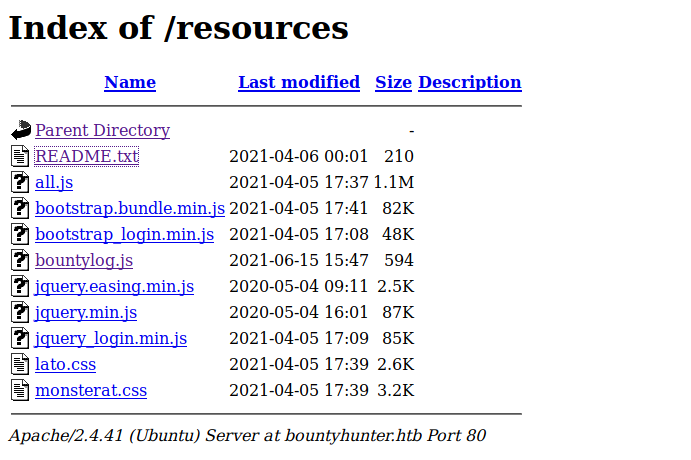 Index of /resources
Name Last modified Size Description
Parent Directory -
README.txt 2021-04-06 00:01 210
all.js 2021-04-05 17:37 1.1M
bootstrap.bundle.min.js 2021-04-05 17:41 82K
bootstrap_login.min.js 2021-04-05 17:08 48K
bountylog.js 2021-06-15 15:47 594
jquery.easing.min.js 2020-05-04 09:11 2.5K
jquery.min.js 2020-05-04 16:01 87K
jquery_login.min.js 2021-04-05 17:09 85K
lato.css 2021-04-05 17:39 2.6K
monsterat.css 2021-04-05 17:39 3.2K
Apache/2.4.41 (Ubuntu) Server at bountyhunter.htb Port 80